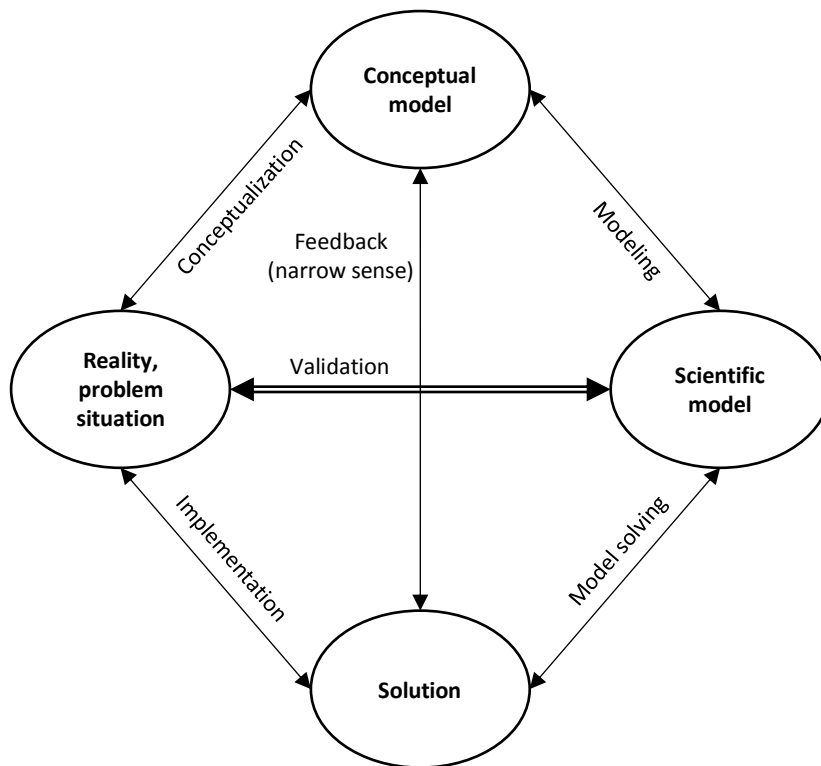 Conceptual
model
Conceptualization
Modeling
Feedback
(narrow sense)
Reality,
problem
situation
Validation
Scientific
model
Implementation
Model solving
Solution